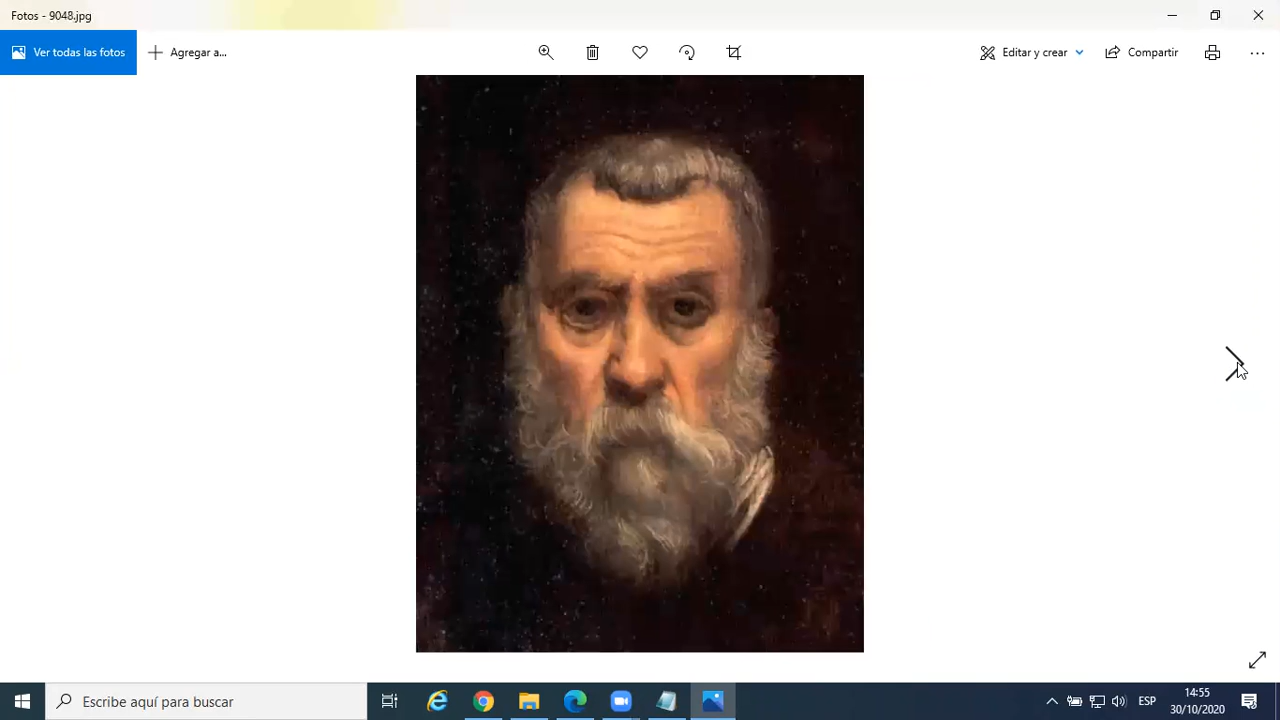 Fotos - 9048.jpg
Ver todas las fotos
Agregar a...
Editar y crear
Compartir
Escribe aquí para buscar
ESP
14:55
30/10/2020